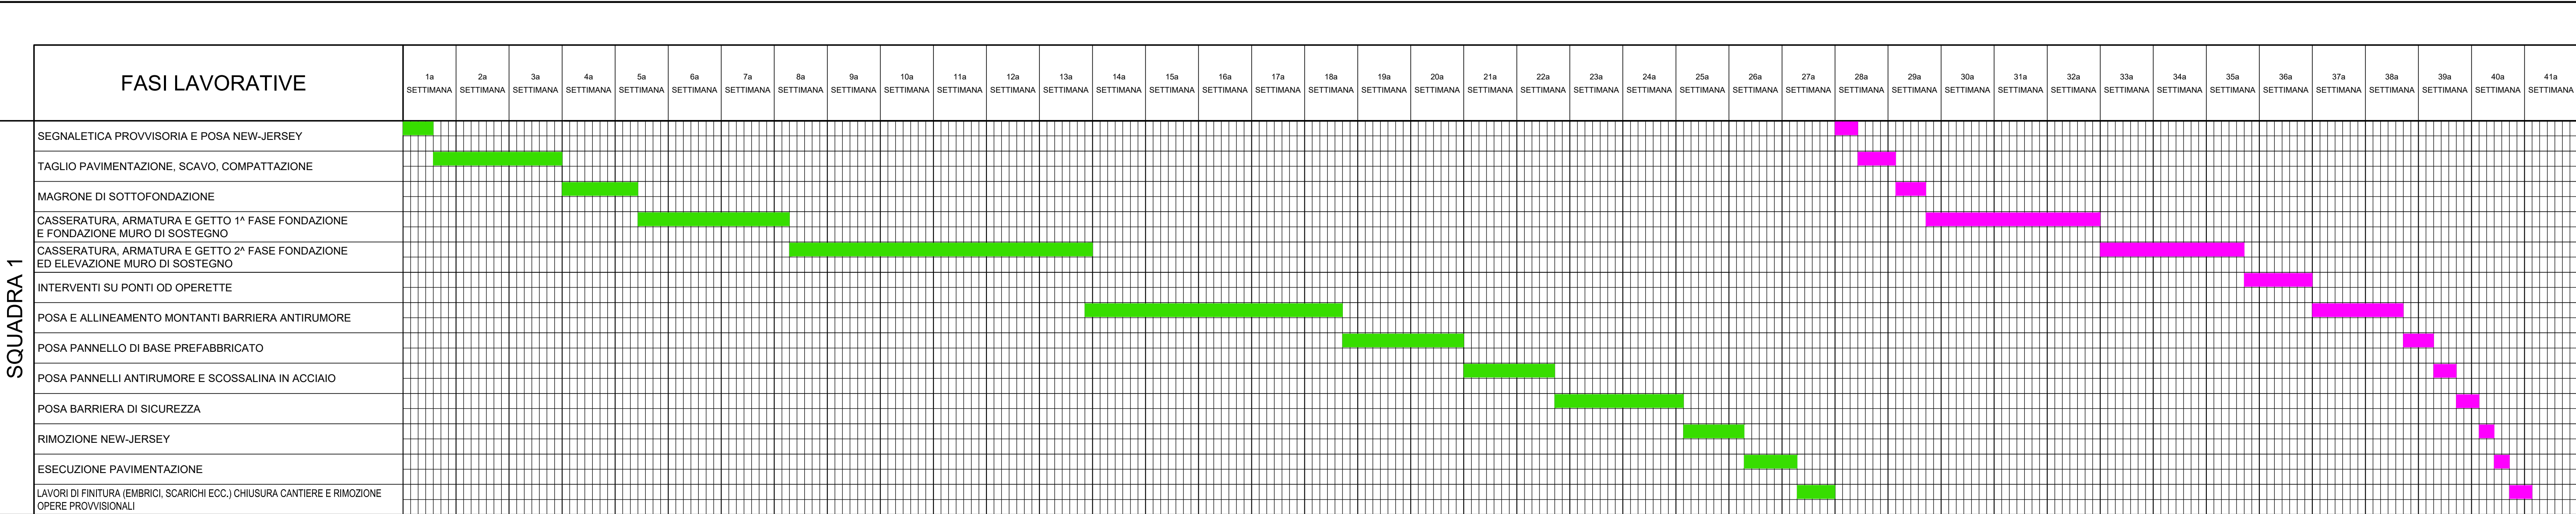 FASI LAVORATIVE
1a 2a 3a 4a 5a 6a 7a 8a 9a 10a 11a 12a 13a 14a 15a 16a 17a 18a 19a 20a 21a 22a 23a 24a 25a 26a 27a 28a 29a 30a 31a 32a 33a 34a 35a 36a 37a 38a 39a 40a 41a
SETTIMANA SETTIMANA SETTIMANA SETTIMANA SETTIMANA SETTIMANA SETTIMANA SETTIMANA SETTIMANA SETTIMANA SETTIMANA SETTIMANA SETTIMANA SETTIMANA SETTIMANA SETTIMANA SETTIMANA SETTIMANA SETTIMANA SETTIMANA SETTIMANA SETTIMANA SETTIMANA SETTIMANA SETTIMANA SETTIMANA SETTIMANA SETTIMANA SETTIMANA SETTIMANA SETTIMANA SETTIMANA SETTIMANA SETTIMANA SETTIMANA SETTIMANA SETTIMANA SETTIMANA SETTIMANA SETTIMANA SETTIMANA
SQUADRA 1
SEGNALETICA PROVVISORIA E POSA NEW-JERSEY
TAGLIO PAVIMENTAZIONE, SCAVO, COMPATTAZIONE
MAGRONE DI SOTTOFONDAZIONE
CASSERATURA, ARMATURA E GETTO 1^ FASE FONDAZIONE
E FONDAZIONE MURO DI SOSTEGNO
CASSERATURA, ARMATURA E GETTO 2^ FASE FONDAZIONE
ED ELEVAZIONE MURO DI SOSTEGNO
INTERVENTI SU PONTI OD OPERETTE
POSA E ALLINEAMENTO MONTANTI BARRIERA ANTIRUMORE
POSA PANNELLO DI BASE PREFABBRICATO
POSA PANNELLI ANTIRUMORE E SCOSSALINA IN ACCIAIO
POSA BARRIERA DI SICUREZZA
RIMOZIONE NEW-JERSEY
ESECUZIONE PAVIMENTAZIONE
LAVORI DI FINITURA (EMBRICI, SCARICHI ECC.) CHIUSURA CANTIERE E RIMOZIONE
OPERE PROVVISIONALI